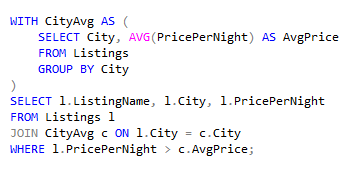 WITH CityAvg AS (
    SELECT City, AVG(PricePerNight) AS AvgPrice
    FROM Listings
    GROUP BY City
)
SELECT l.ListingName, l.City, l.PricePerNight
FROM Listings l
JOIN CityAvg c ON l.City = c.City
WHERE l.PricePerNight > c.AvgPrice;